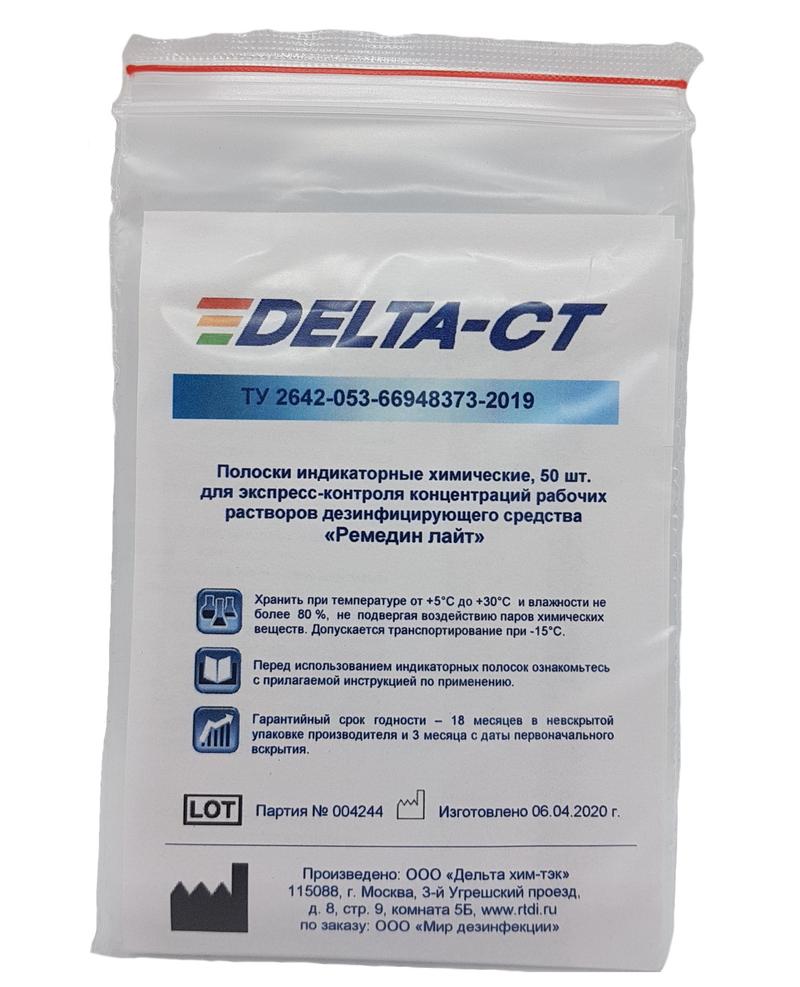 DELTA-CT
ТУ 2642-053-66948373-2019
Полоски индикаторные химические, 50 шт.
для экспресс-контроля концентраций рабочих
растворов дезинфицирующего средства
«Ремедин лайт»
Хранить при температуре от +5°С до +30°С и влажности не
более 80 %, не подвергая воздействию паров химических
веществ. Допускается транспортирование при -15°С.
Перед использованием индикаторных полосок ознакомьтесь
с прилагаемой инструкцией по применению.
Гарантийный срок годности – 18 месяцев в невскрытой
упаковке производителя и 3 месяца с даты первоначального
вскрытия.
LOT Партия № 004244 Изготовлено 06.04.2020 г.
Произведено: ООО «Дельта хим-тэк»
115088, г. Москва, 3-й Угрешский проезд,
д. 8, стр. 9, комната 5Б, www.rtdi.ru
по заказу: ООО «Мир дезинфекции»